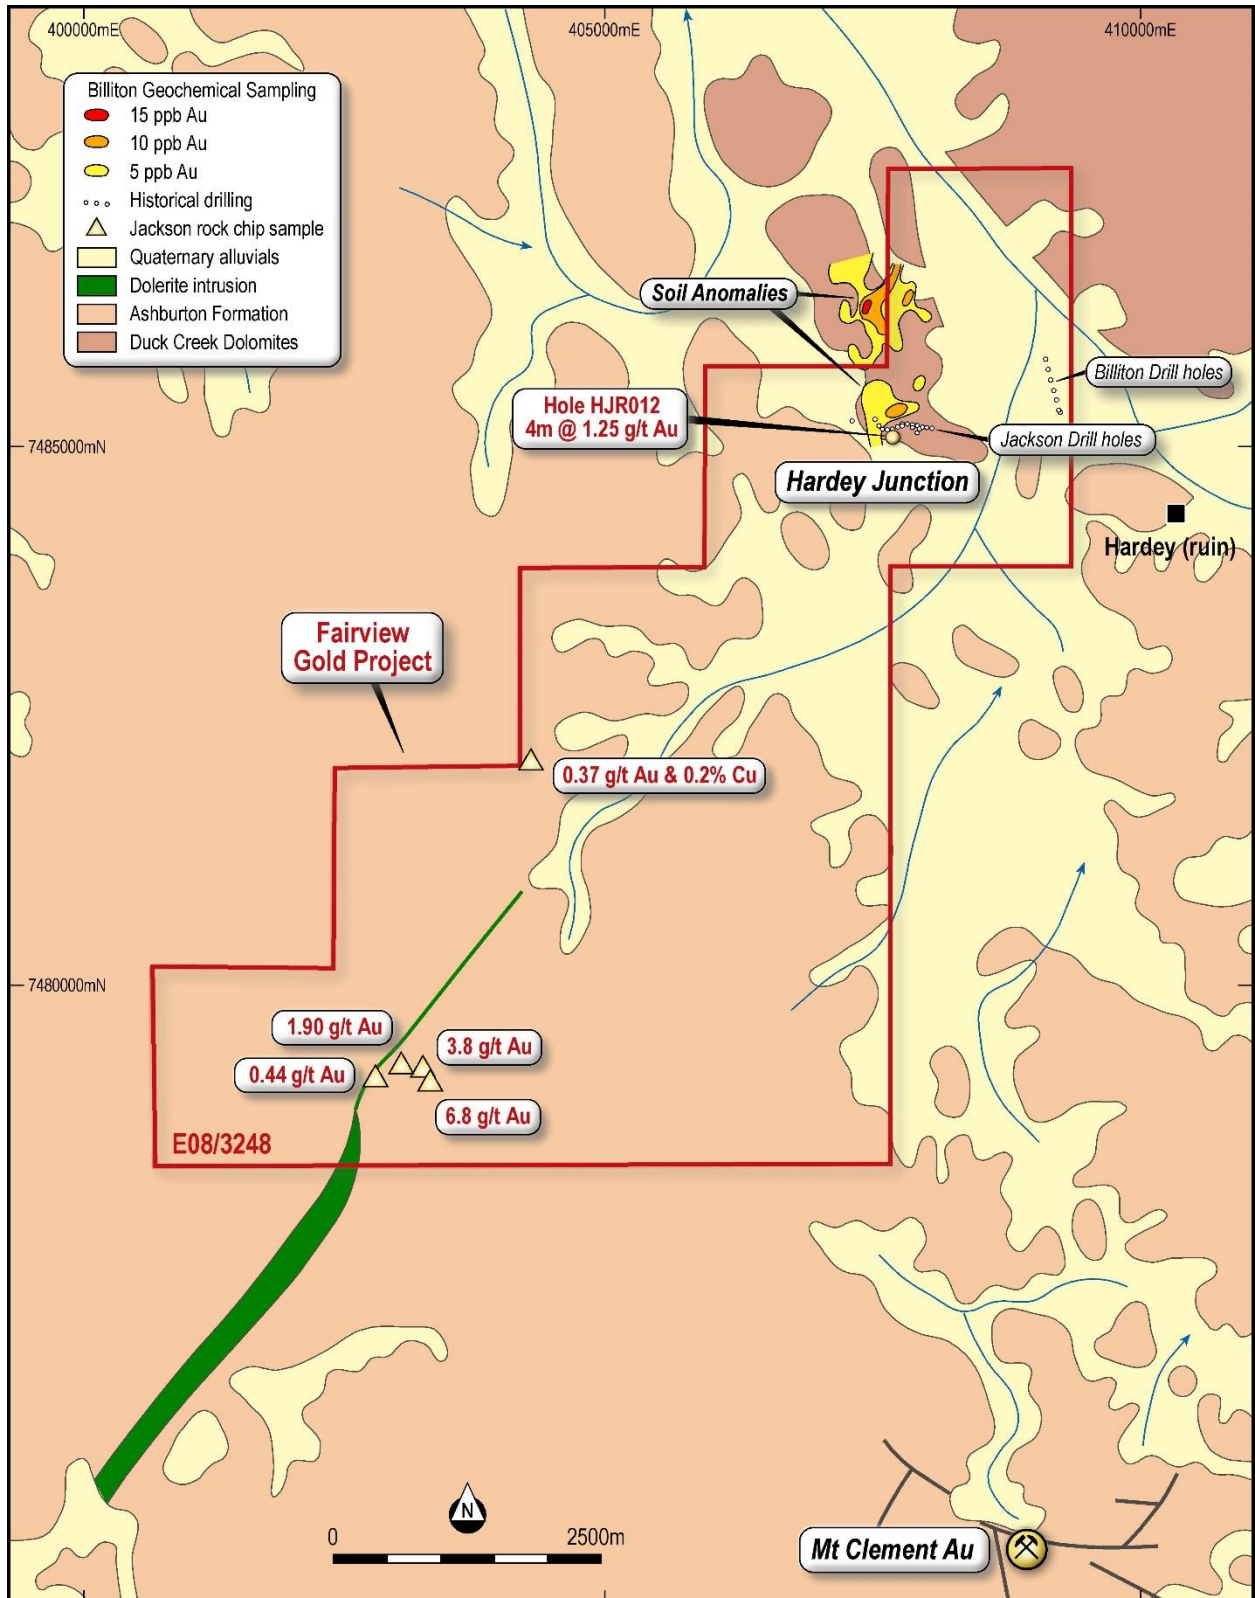 400000mE
405000mE
410000mE
Billiton Geochemical Sampling
15 ppb Au
10 ppb Au
5 ppb Au
Historical drilling
Jackson rock chip sample
Quaternary alluvials
Dolerite intrusion
Ashburton Formation
Duck Creek Dolomites
Soil Anomalies
Billiton Drill holes
Hole HJR012
4m @ 1.25 g/t Au
7485000mN
Jackson Drill holes
Hardey Junction
Hardey (ruin)
Fairview
Gold Project
0.37 g/t Au & 0.2% Cu
7480000mN
1.90 g/t Au
3.8 g/t Au
0.44 g/t Au
6.8 g/t Au
E08/3248
N
0
2500m
Mt Clement Au